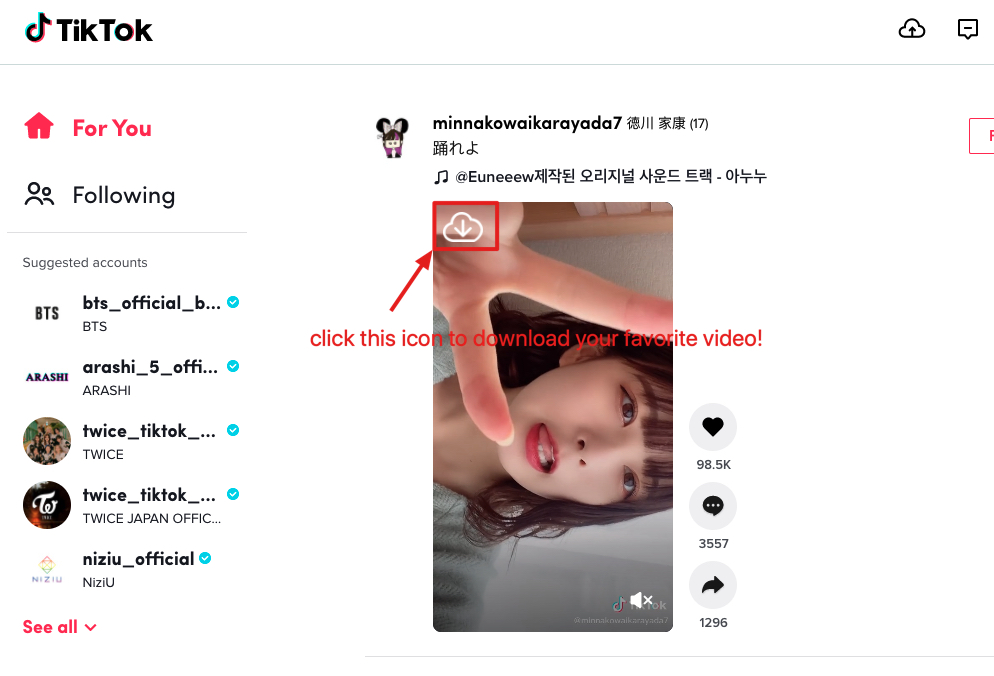 TikTok
For You
Following
Suggested accounts
BTS
bts_official_b...
BTS
ARASHI
arashi_5_offi...
ARASHI
twice_tiktok_...
TWICE
twice_tiktok_...
TWICE JAPAN OFFIC...
NIZIU
niziu_official
NiziU
See all
minnakowaikarayada7 德川 家康 (17)
踊れよ
@Euneeew제작된 오리지널 사운드 트랙 - 아누누
click this icon to download your favorite video!
98.5K
3557
1296
TikTok
@minnakowaikarayada7